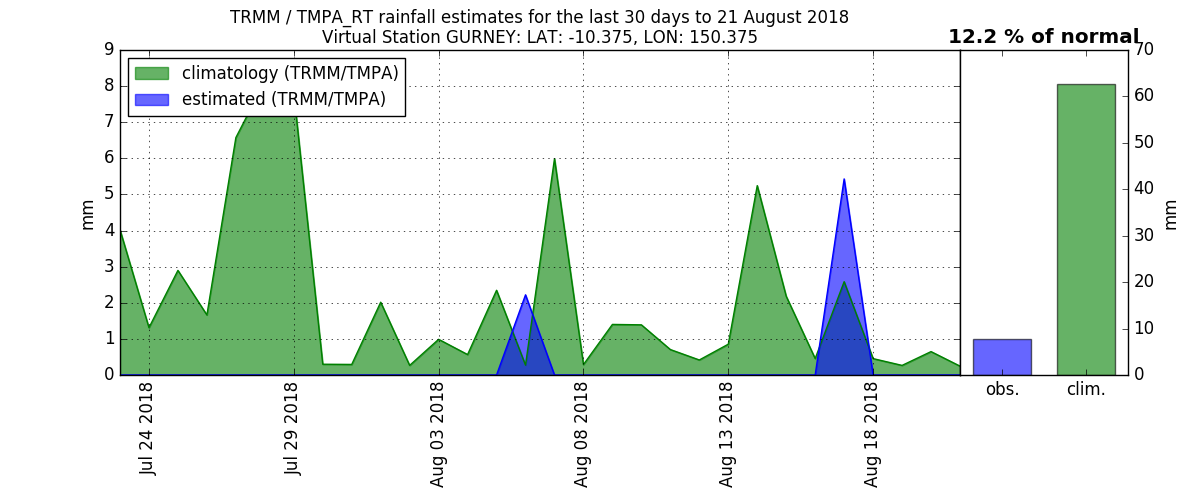 TRMM / TMPA_RT rainfall estimates for the last 30 days to 21 August 2018
Virtual Station GURNEY: LAT: -10.375, LON: 150.375
12.2 % of normal
climatology (TRMM/TMPA)
estimated (TRMM/TMPA)
9
8
7
6
5
4
3
2
1
0
mm
Jul 24 2018
Jul 29 2018
Aug 03 2018
Aug 08 2018
Aug 13 2018
Aug 18 2018
obs.
clim.
70
60
50
40
30
20
10
0
mm